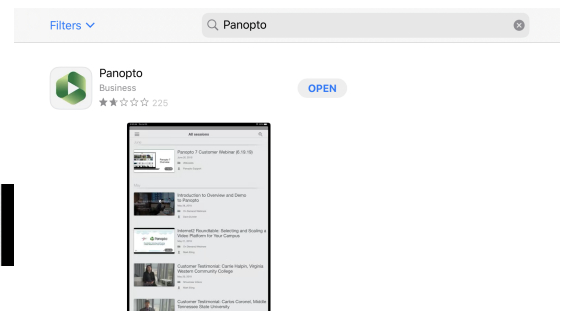 Filters
Panopto
Panopto
Business
225
OPEN
All sessions
Panopto 7 Customer Webinar (6.19.19)
Introduction to Overview and Demo
to Panopto
Internet2 Roundtable: Selecting and Scaling a
Video Platform for Your Campus
Customer Testimonial: Carrie Halpin, Virginia
Western Community College
Customer Testimonial: Carbe Convest, Middle
Tennessee State University